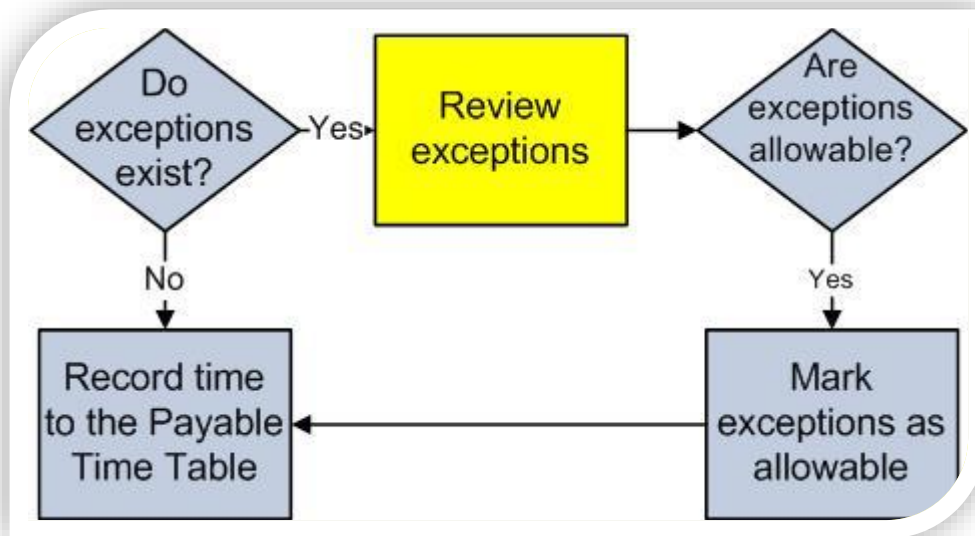 Do
exceptions
exist?
Yes
Review
exceptions
Are
exceptions
allowable?
No
Yes
Record time
to the Payable
Time Table
Mark
exceptions as
allowable